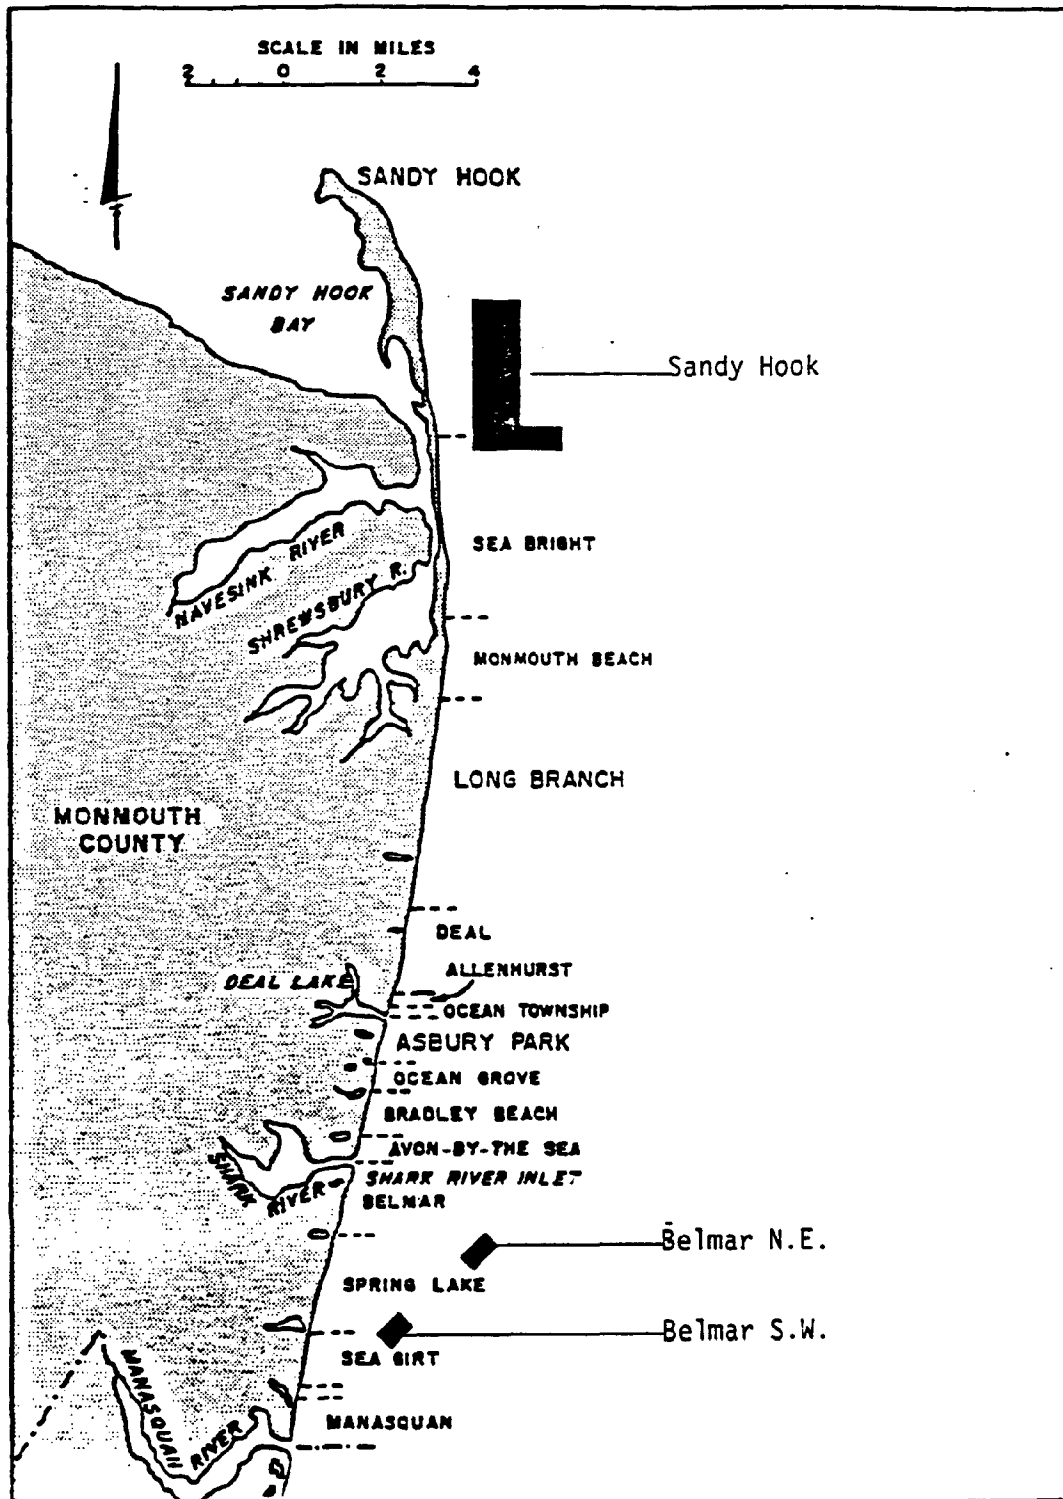 SCALE IN MILES
2 0 2 4
SANDY HOOK
SANDY HOOK
BAY
Sandy Hook
SEA BRIGHT
NAVESINK RIVER
SHREWSBURY R.
MONMOUTH BEACH
LONG BRANCH
MONMOUTH
COUNTY
DEAL
ALLENHURST
DEAL LAKE
OCEAN TOWNSHIP
ASBURY PARK
OCEAN GROVE
BRADLEY BEACH
AVON-BY-THE SEA
SHARK RIVER
SHARK RIVER INLET
BELMAR
Belmar N.E.
SPRING LAKE
Belmar S.W.
SEA GIRT
MANASQUAN RIVER
MANASQUAN